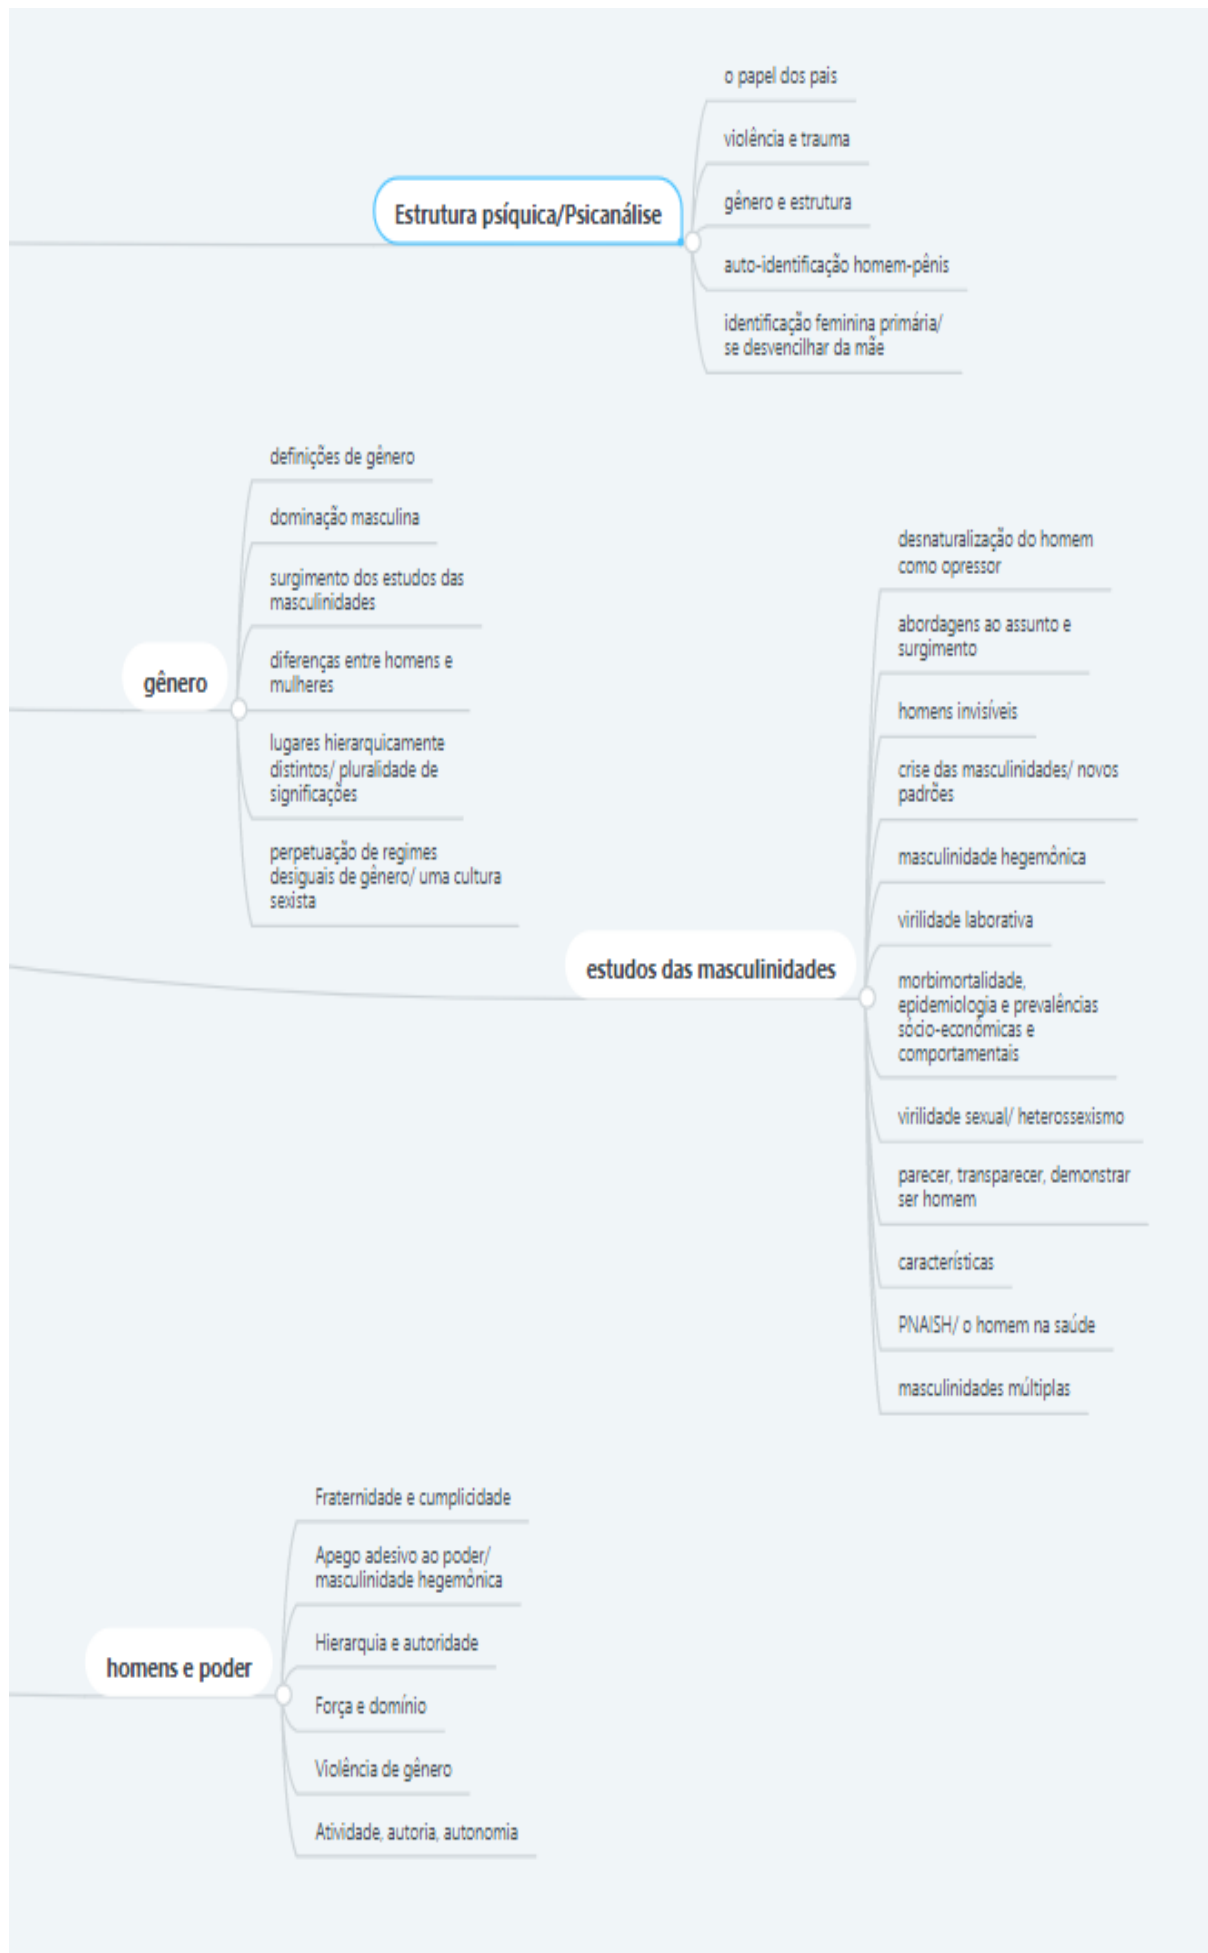 Estrutura psíquica/Psicanálise
o papel dos pais
violência e trauma
gênero e estrutura
auto-identificação homem-pênis
identificação feminina primária/
se desvencilhar da mãe
gênero
definições de gênero
dominação masculina
surgimento dos estudos das
masculinidades
diferenças entre homens e
mulheres
lugares hierarquicamente
distintos/ pluralidade de
significações
perpetuação de regimes
desiguais de gênero/ uma cultura
sexista
estudos das masculinidades
desnaturalização do homem
como opressor
abordagens ao assunto e
surgimento
homens invisíveis
crise das masculinidades/ novos
padrões
masculinidade hegemônica
virilidade laborativa
morbimortalidade,
epidemiologia e prevalências
sócio-econômicas e
comportamentais
virilidade sexual/ heterossexismo
parecer, transparecer, demonstrar
ser homem
características
PNAISH/ o homem na saúde
masculinidades múltiplas
homens e poder
Fraternidade e cumplicidade
Apego adesivo ao poder/
masculinidade hegemônica
Hierarquia e autoridade
Força e domínio
Violência de gênero
Atividade, autoria, autonomia